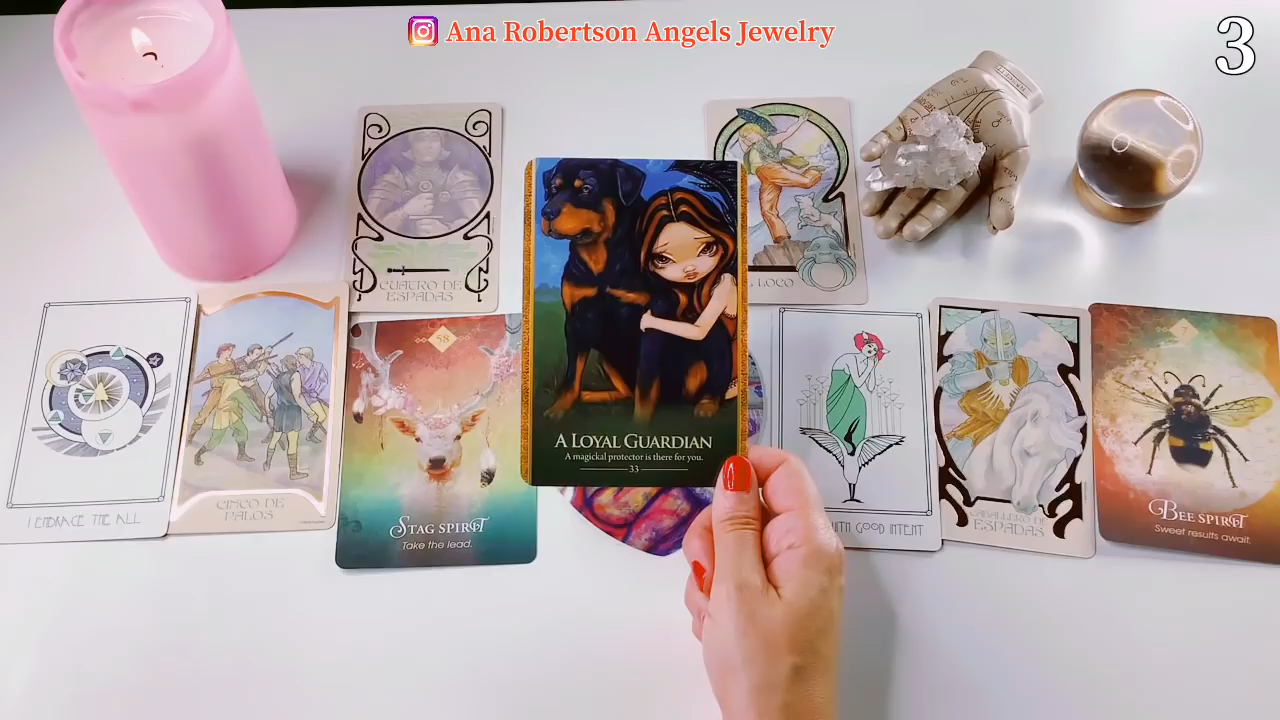 Ana Robertson Angels Jewelry
3
CUATRO DE
ESPADAS
LOCO
I EMBRACE THE ALL
CINCO DE
PALOS
58
STAG SPIRIT
Take the lead.
A LOYAL GUARDIAN
A magickal protector is there for you.
33
WITH GOOD INTENT
CABALLERO DE
ESPADAS
7
BEE SPIRIT
Sweet results await.